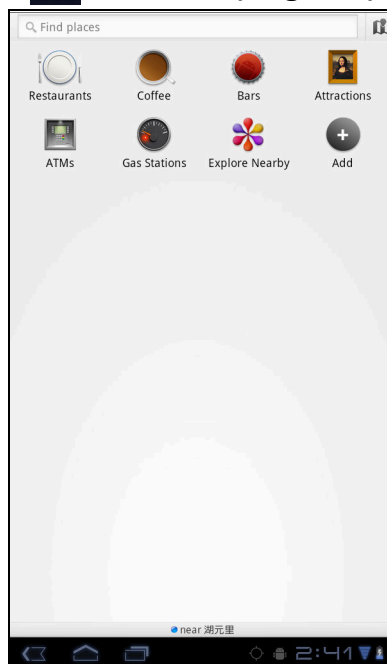 Find places
Restaurants Coffee Bars Attractions
ATMs Gas Stations Explore Nearby Add
near 湖元里
2:41